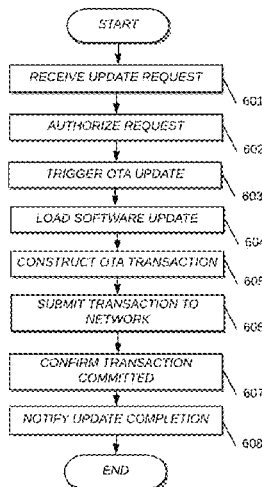 START
RECEIVE UPDATE REQUEST
601
AUTHORIZE REQUEST
602
TRIGGER OTA UPDATE
603
LOAD SOFTWARE UPDATE
604
CONSTRUCT OTA TRANSACTION
605
SUBMIT TRANSACTION TO
NETWORK
606
CONFIRM TRANSACTION
COMMITTED
607
NOTIFY UPDATE COMPLETION
608
END